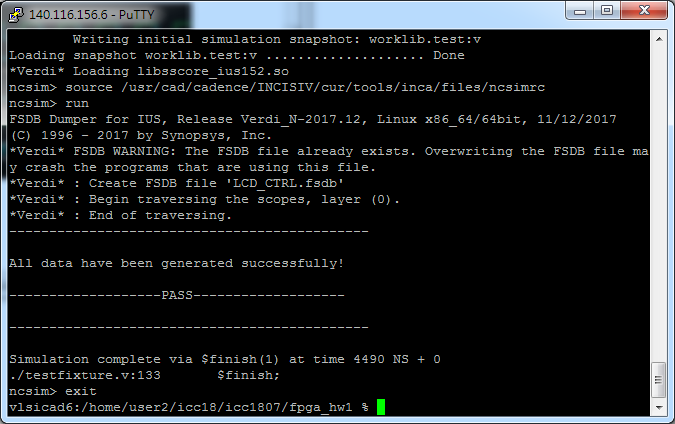 140.116.156.6 - PuTTY
Writing initial simulation snapshot: worklib.test:v
Loading snapshot worklib.test:v .................... Done
*Verdi* Loading libsscore_ius152.so
ncsim> source /usr/cad/cadence/INCISIV/cur/tools/inca/files/ncsimrc
ncsim> run
FSDB Dumper for IUS, Release Verdi_N-2017.12, Linux x86_64/64bit, 11/12/2017
(C) 1996 - 2017 by Synopsys, Inc.
*Verdi* FSDB WARNING: The FSDB file already exists. Overwriting the FSDB file ma
y crash the programs that are using this file.
*Verdi* : Create FSDB file 'LCD_CTRL.fsdb'
*Verdi* : Begin traversing the scopes, layer (0).
*Verdi* : End of traversing.
---------------------------------------------
All data have been generated successfully!
-------------------PASS-------------------
---------------------------------------------
Simulation complete via $finish(1) at time 4490 NS + 0
./testfixture.v:133       $finish;
ncsim> exit
vlsicad6:/home/user2/icc18/icc1807/fpga_hw1 %